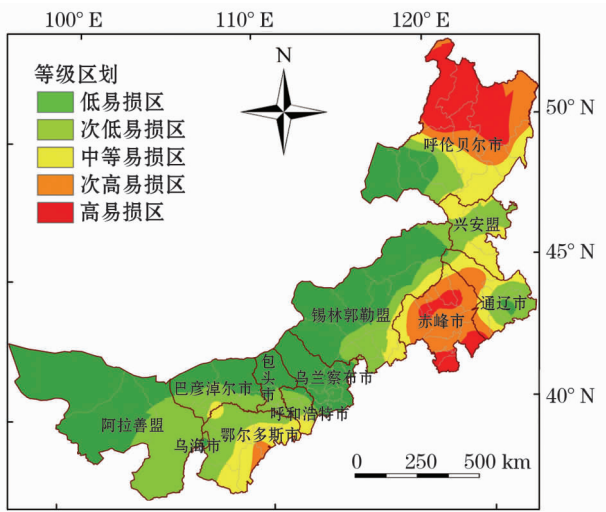 100° E
110° E
120° E
N
等级区划
低易损区
次低易损区
中等易损区
次高易损区
高易损区
50° N
呼伦贝尔市
兴安盟
45° N
锡林郭勒盟
通辽市
赤峰市
包头市
乌兰察布市
巴彦淖尔市
40° N
呼和浩特市
阿拉善盟
鄂尔多斯市
乌海市
0 250 500 km